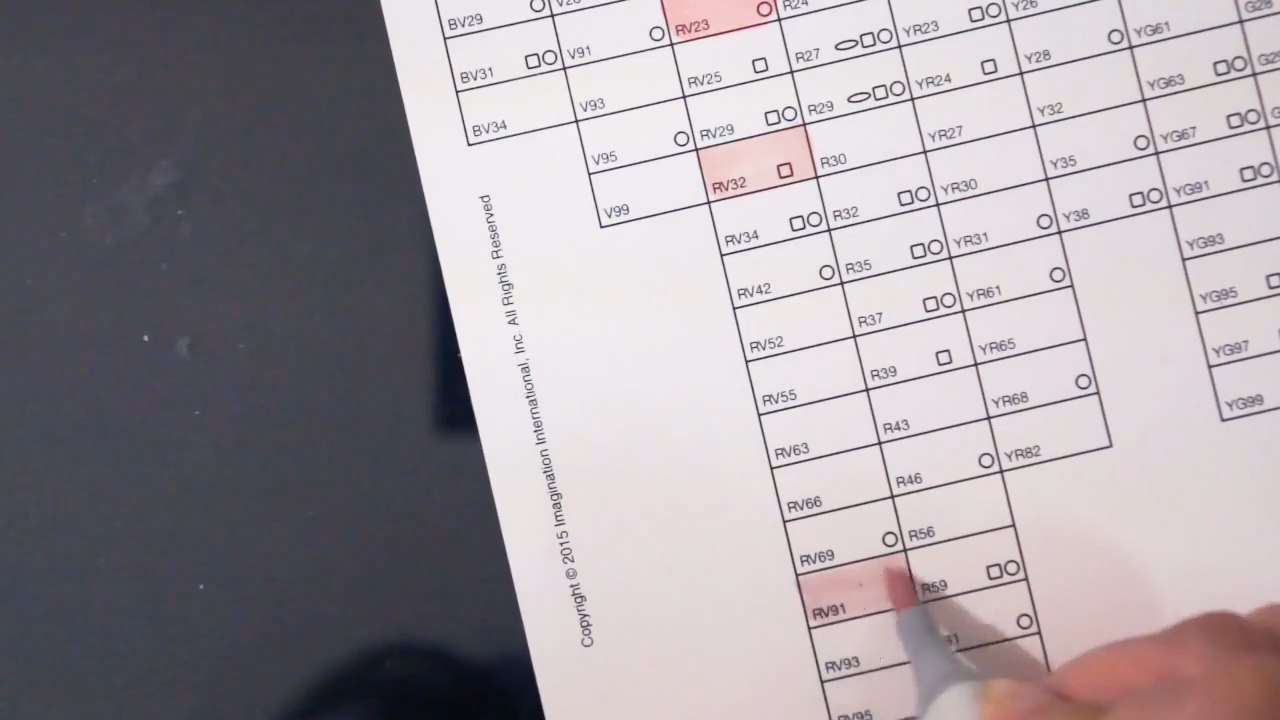 BV29
BV31
BV34
V91
V93
V95
V99
RV23
RV25
RV29
RV32
RV34
RV42
RV52
RV55
RV63
RV66
RV69
RV91
RV93
RV95
R24
R27
R29
R30
R32
R35
R37
R39
R43
R46
R56
R59
YR23
YR24
YR27
YR30
YR31
YR61
YR65
YR68
YR82
Y26
Y28
Y32
Y35
Y38
YG61
YG63
YG67
YG91
YG93
YG95
YG97
YG99
G28
Copyright © 2015 Imagination International, Inc. All Rights Reserved